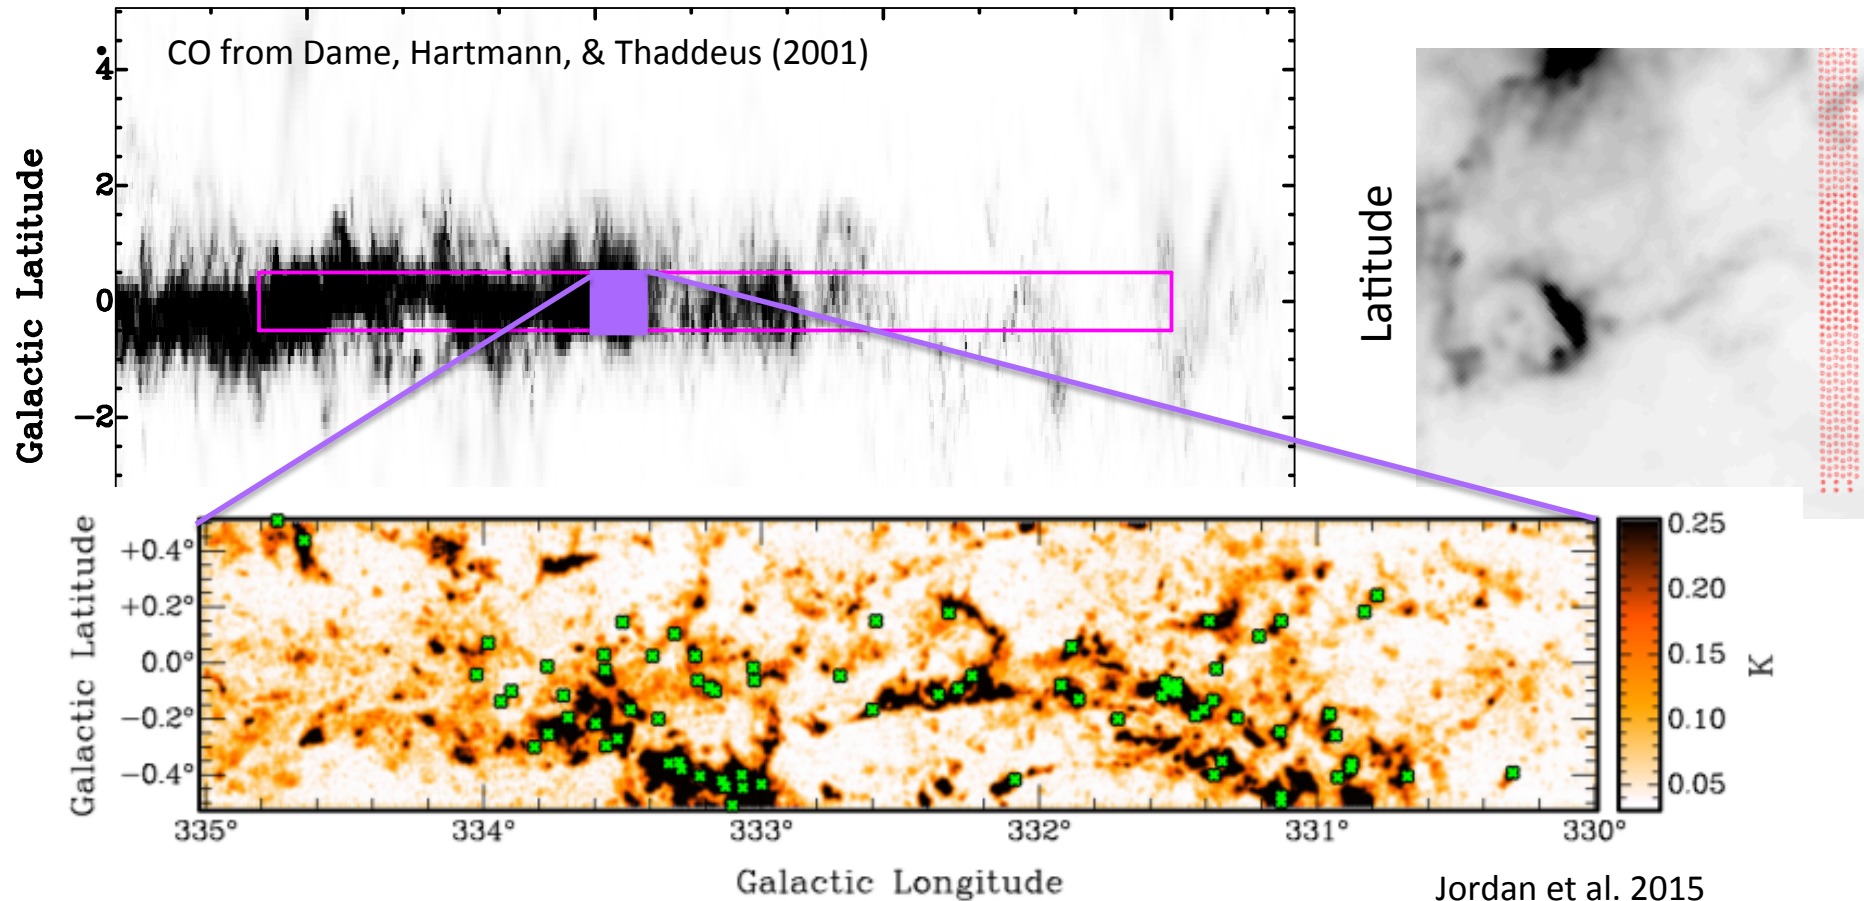 CO from Dame, Hartmann, & Thaddeus (2001)
Galactic Latitude
4
2
0
−2
Latitude
Galactic Latitude
+0.4°
+0.2°
0.0°
−0.2°
−0.4°
335°
334°
333°
332°
331°
330°
Galactic Longitude
0.25
0.20
0.15
0.10
0.05
K
Jordan et al. 2015